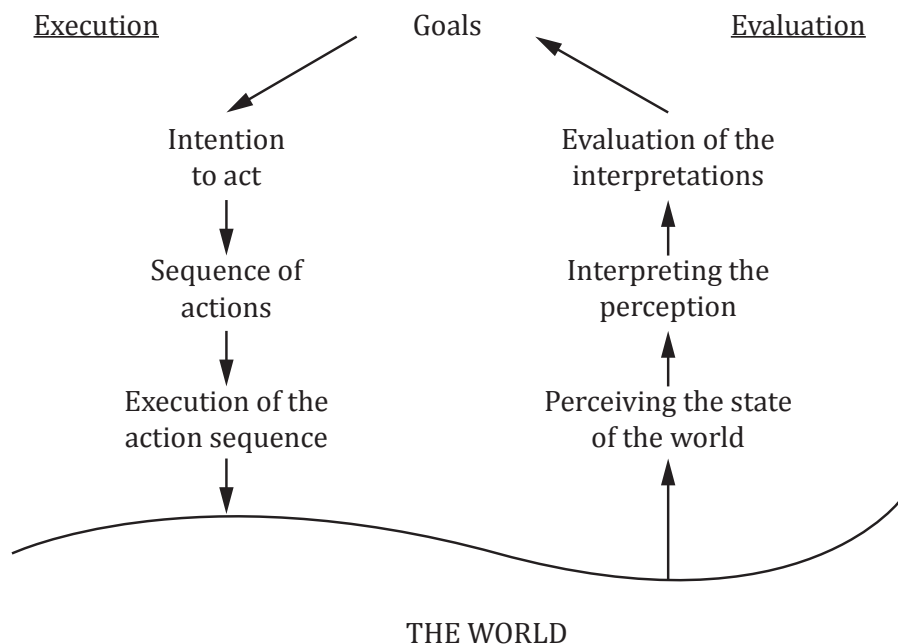 Execution
Goals
Evaluation
Intention
to act
Evaluation of the
interpretations
Sequence of
actions
Interpreting the
perception
Execution of the
action sequence
Perceiving the state
of the world
THE WORLD